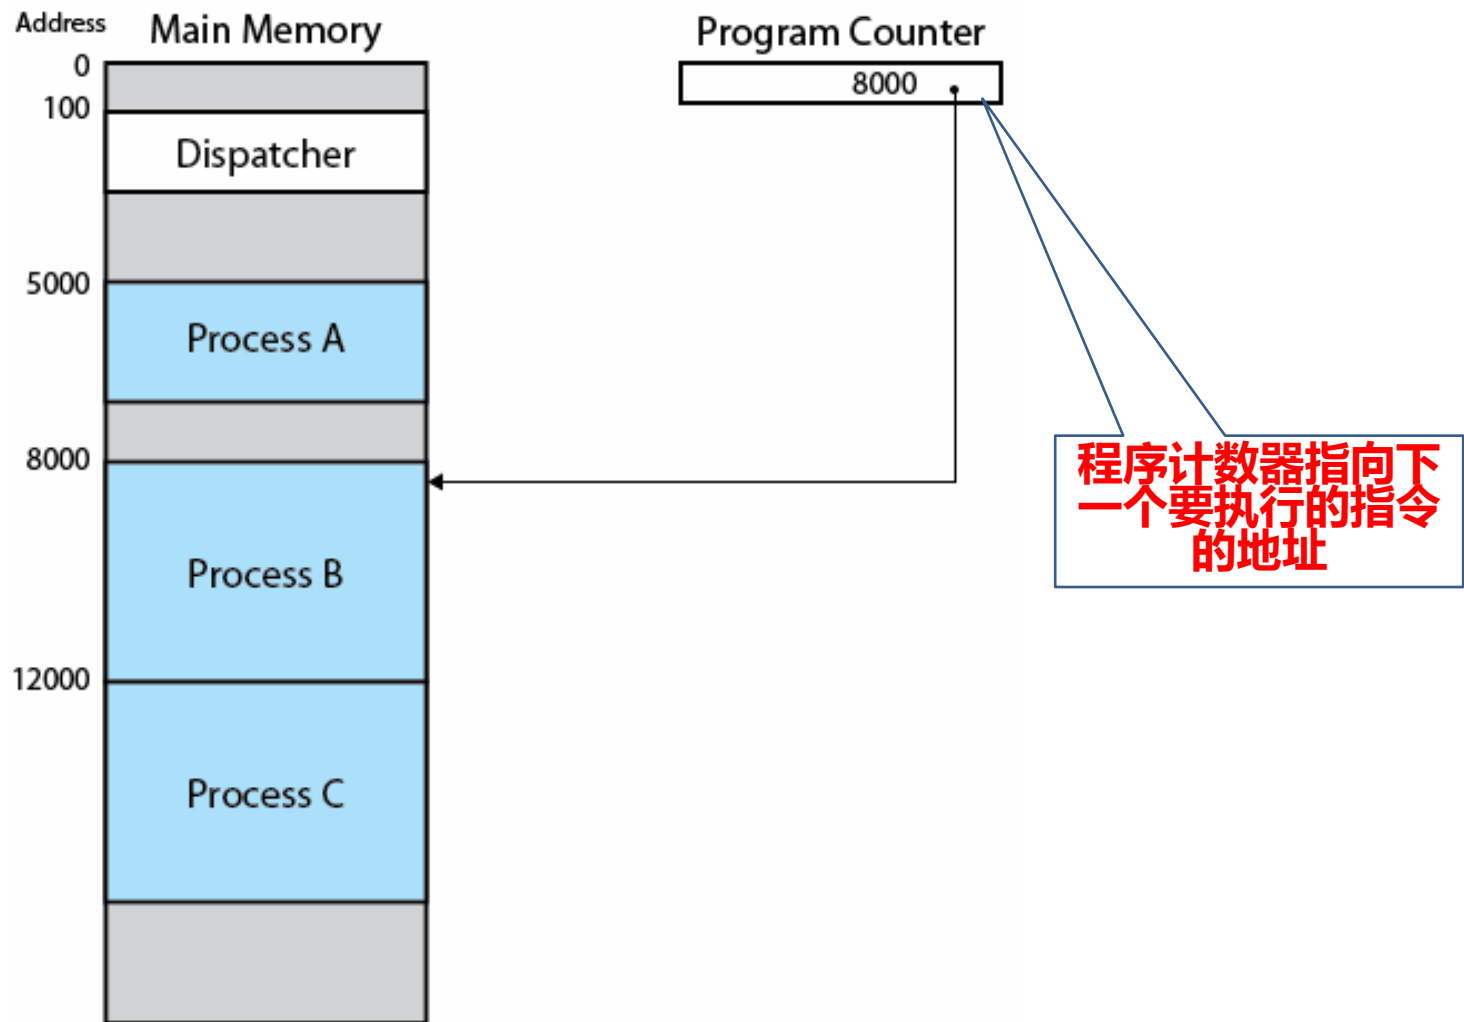 Address
Main Memory
Program Counter
0
8000
100
Dispatcher
5000
Process A
8000
程序计数器指向下
一个要执行的指令
的地址
Process B
12000
Process C